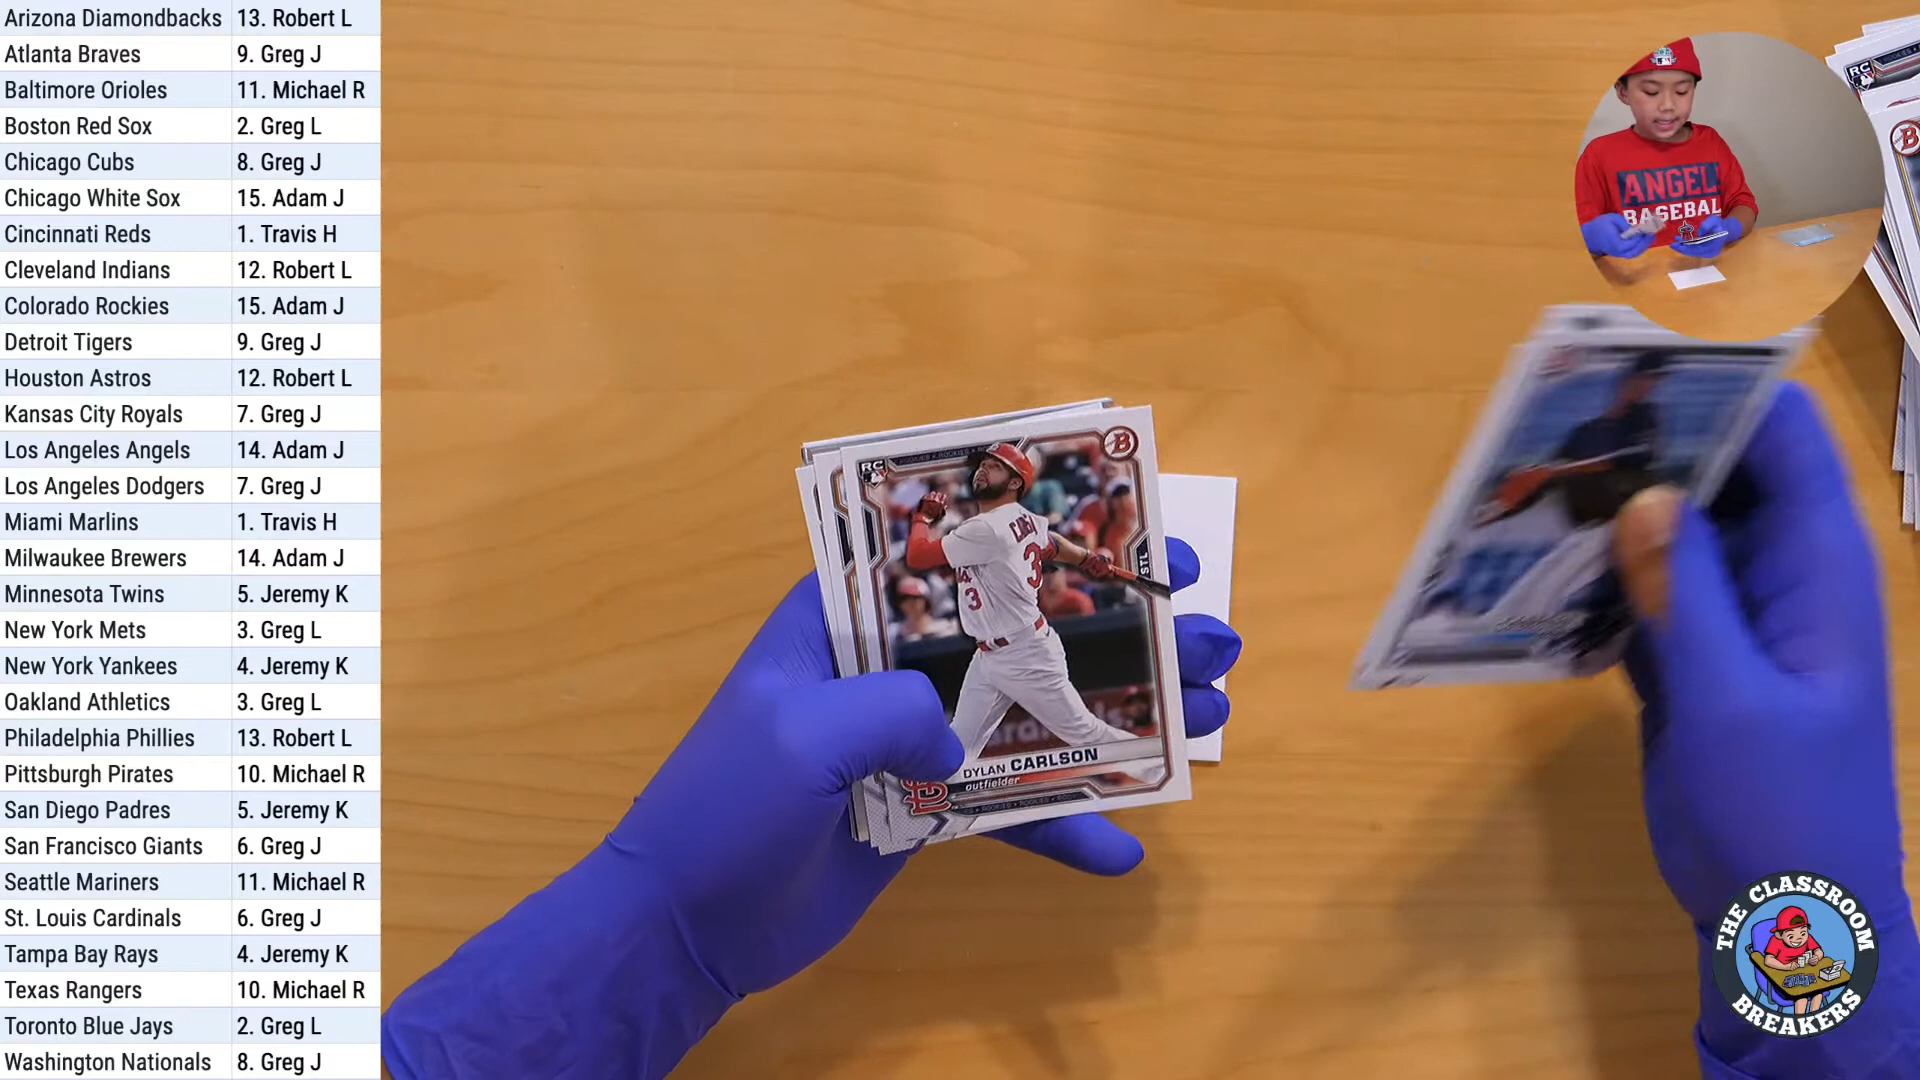 Arizona Diamondbacks 13. Robert L
Atlanta Braves 9. Greg J
Baltimore Orioles 11. Michael R
Boston Red Sox 2. Greg L
Chicago Cubs 8. Greg J
Chicago White Sox 15. Adam J
Cincinnati Reds 1. Travis H
Cleveland Indians 12. Robert L
Colorado Rockies 15. Adam J
Detroit Tigers 9. Greg J
Houston Astros 12. Robert L
Kansas City Royals 7. Greg J
Los Angeles Angels 14. Adam J
Los Angeles Dodgers 7. Greg J
Miami Marlins 1. Travis H
Milwaukee Brewers 14. Adam J
Minnesota Twins 5. Jeremy K
New York Mets 3. Greg L
New York Yankees 4. Jeremy K
Oakland Athletics 3. Greg L
Philadelphia Phillies 13. Robert L
Pittsburgh Pirates 10. Michael R
San Diego Padres 5. Jeremy K
San Francisco Giants 6. Greg J
Seattle Mariners 11. Michael R
St. Louis Cardinals 6. Greg J
Tampa Bay Rays 4. Jeremy K
Texas Rangers 10. Michael R
Toronto Blue Jays 2. Greg L
Washington Nationals 8. Greg J
RC
B
3
3
STL
DYLAN CARLSON
outfielder
ANGEL
BASEBAL
RC
B
THE CLASSROOM
BREAKERS